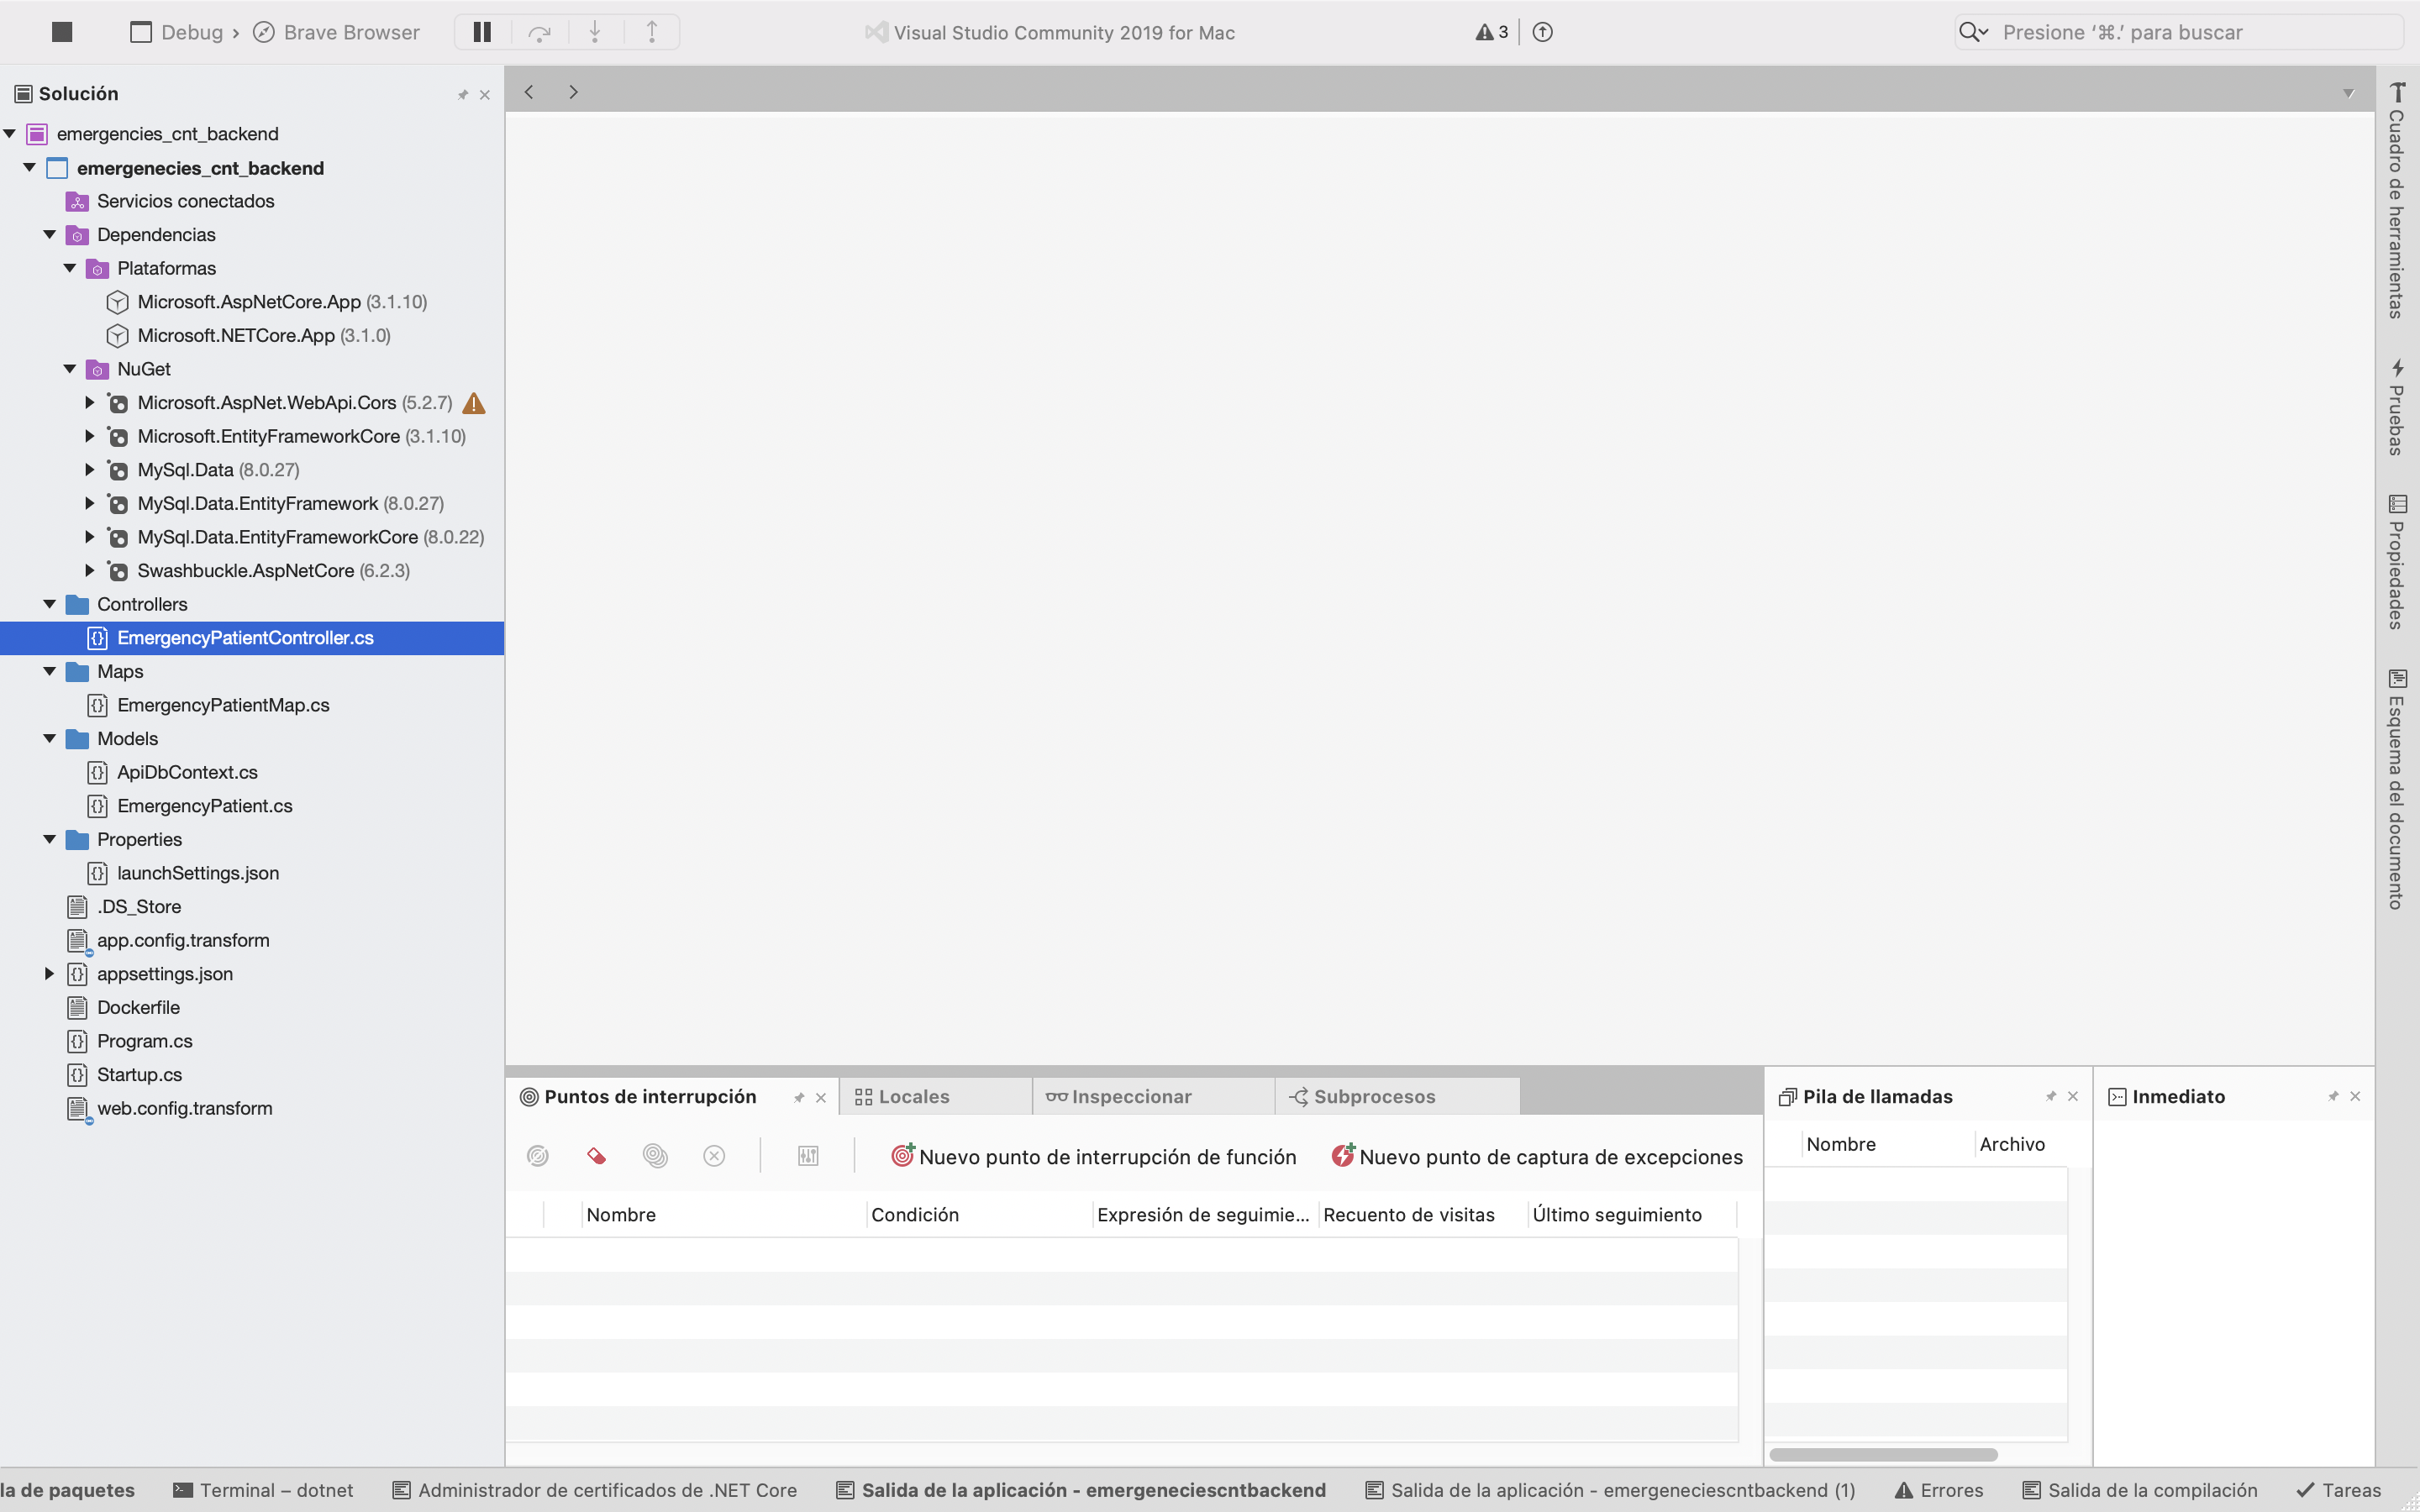 Debug › Brave Browser
Visual Studio Community 2019 for Mac
3
Presione ‘⌘.’ para buscar
Solución
emergencies_cnt_backend
emergenecies_cnt_backend
Servicios conectados
Dependencias
Plataformas
Microsoft.AspNetCore.App (3.1.10)
Microsoft.NETCore.App (3.1.0)
NuGet
Microsoft.AspNet.WebApi.Cors (5.2.7)
Microsoft.EntityFrameworkCore (3.1.10)
MySql.Data (8.0.27)
MySql.Data.EntityFramework (8.0.27)
MySql.Data.EntityFrameworkCore (8.0.22)
Swashbuckle.AspNetCore (6.2.3)
Controllers
EmergencyPatientController.cs
Maps
EmergencyPatientMap.cs
Models
ApiDbContext.cs
EmergencyPatient.cs
Properties
launchSettings.json
.DS_Store
app.config.transform
appsettings.json
Dockerfile
Program.cs
Startup.cs
web.config.transform
Cuadro de herramientas
Pruebas
Propiedades
Esquema del documento
Puntos de interrupción
Locales
Inspeccionar
Subprocesos
Nuevo punto de interrupción de función
Nuevo punto de captura de excepciones
Nombre
Condición
Expresión de seguimie...
Recuento de visitas
Último seguimiento
Pila de llamadas
Nombre
Archivo
Inmediato
la de paquetes
Terminal – dotnet
Administrador de certificados de .NET Core
Salida de la aplicación - emergeneciescntbackend
Salida de la aplicación - emergeneciescntbackend (1)
Errores
Salida de la compilación
Tareas